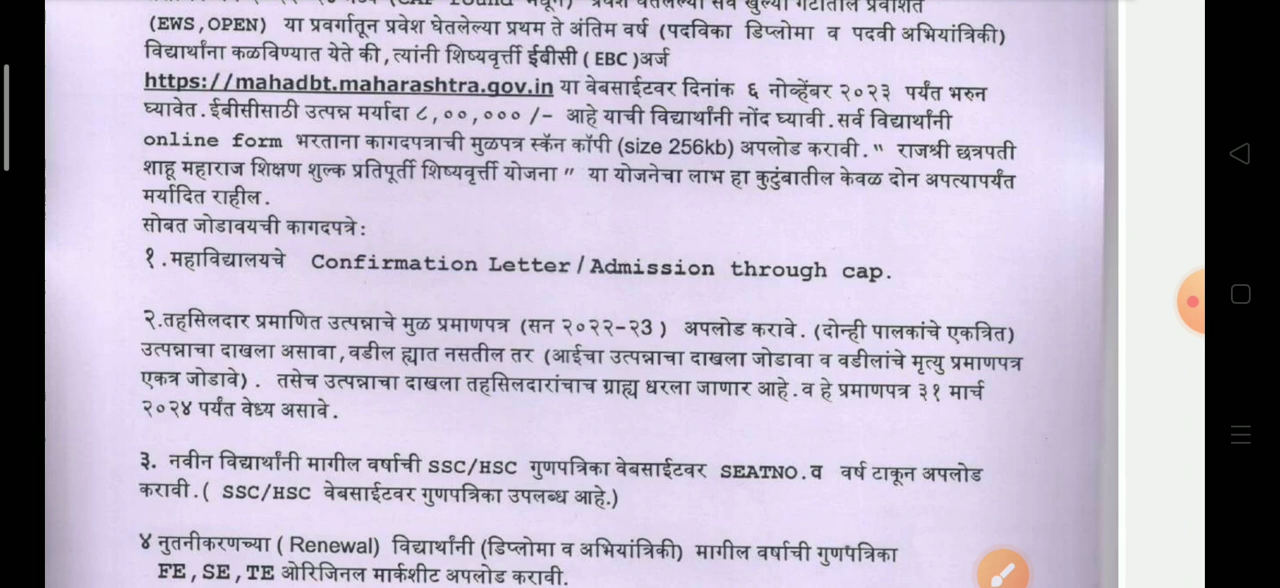 (EWS,OPEN) या प्रवर्गातून प्रवेश घेतलेल्या प्रथम ते अंतिम वर्ष (पदविका डिप्लोमा व पदवी अभियांत्रिकी)
विद्यार्थांना कळविण्यात येते की,त्यांनी शिष्यवृत्ती ईबीसी (EBC )अर्ज
https://mahadbt.maharashtra.gov.in या वेबसाईटवर दिनांक ६ नोव्हेंबर २०२३ पर्यंत भरुन
घ्यावेत.ईबीसीसाठी उत्पन्न मर्यादा ८,००,००० /- आहे याची विद्यार्थांनी नोंद घ्यावी.सर्व विद्यार्थांनी
online form भरताना कागदपत्राची मुळपत्र स्कॅन कॉपी (size 256kb) अपलोड करावी." राजश्री छत्रपती
शाहू महाराज शिक्षण शुल्क प्रतिपूर्ती शिष्यवृत्ती योजना " या योजनेचा लाभ हा कुटुंबातील केवळ दोन अपत्यापर्यंत
मर्यादित राहील.
सोबत जोडावयची कागदपत्रे:
१.महाविद्यालयचे Confirmation Letter/Admission through cap.
२.तहसिलदार प्रमाणित उत्पन्नाचे मुळ प्रमाणपत्र (सन २०२२-२३ ) अपलोड करावे. (दोन्ही पालकांचे एकत्रित)
उत्पन्नाचा दाखला असावा,वडील ह्यात नसतील तर (आईचा उत्पन्नाचा दाखला जोडावा व वडीलांचे मृत्यु प्रमाणपत्र
एकत्र जोडावे) . तसेच उत्पन्नाचा दाखला तहसिलदारांचाच ग्राह्य धरला जाणार आहे.व हे प्रमाणपत्र ३१ मार्च
२०२४ पर्यंत वेध्य असावे.
३. नवीन विद्यार्थांनी मागील वर्षाची SSC/HSC गुणपत्रिका वेबसाईटवर SEATNO.व वर्ष टाकून अपलोड
करावी.( SSC/HSC वेबसाईटवर गुणपत्रिका उपलब्ध आहे.)
४ नुतनीकरणच्या ( Renewal) विद्यार्थांनी (डिप्लोमा व अभियांत्रिकी) मागील वर्षाची गुणपत्रिका
FE,SE,TE ओरिजिनल मार्कशीट अपलोड करावी.